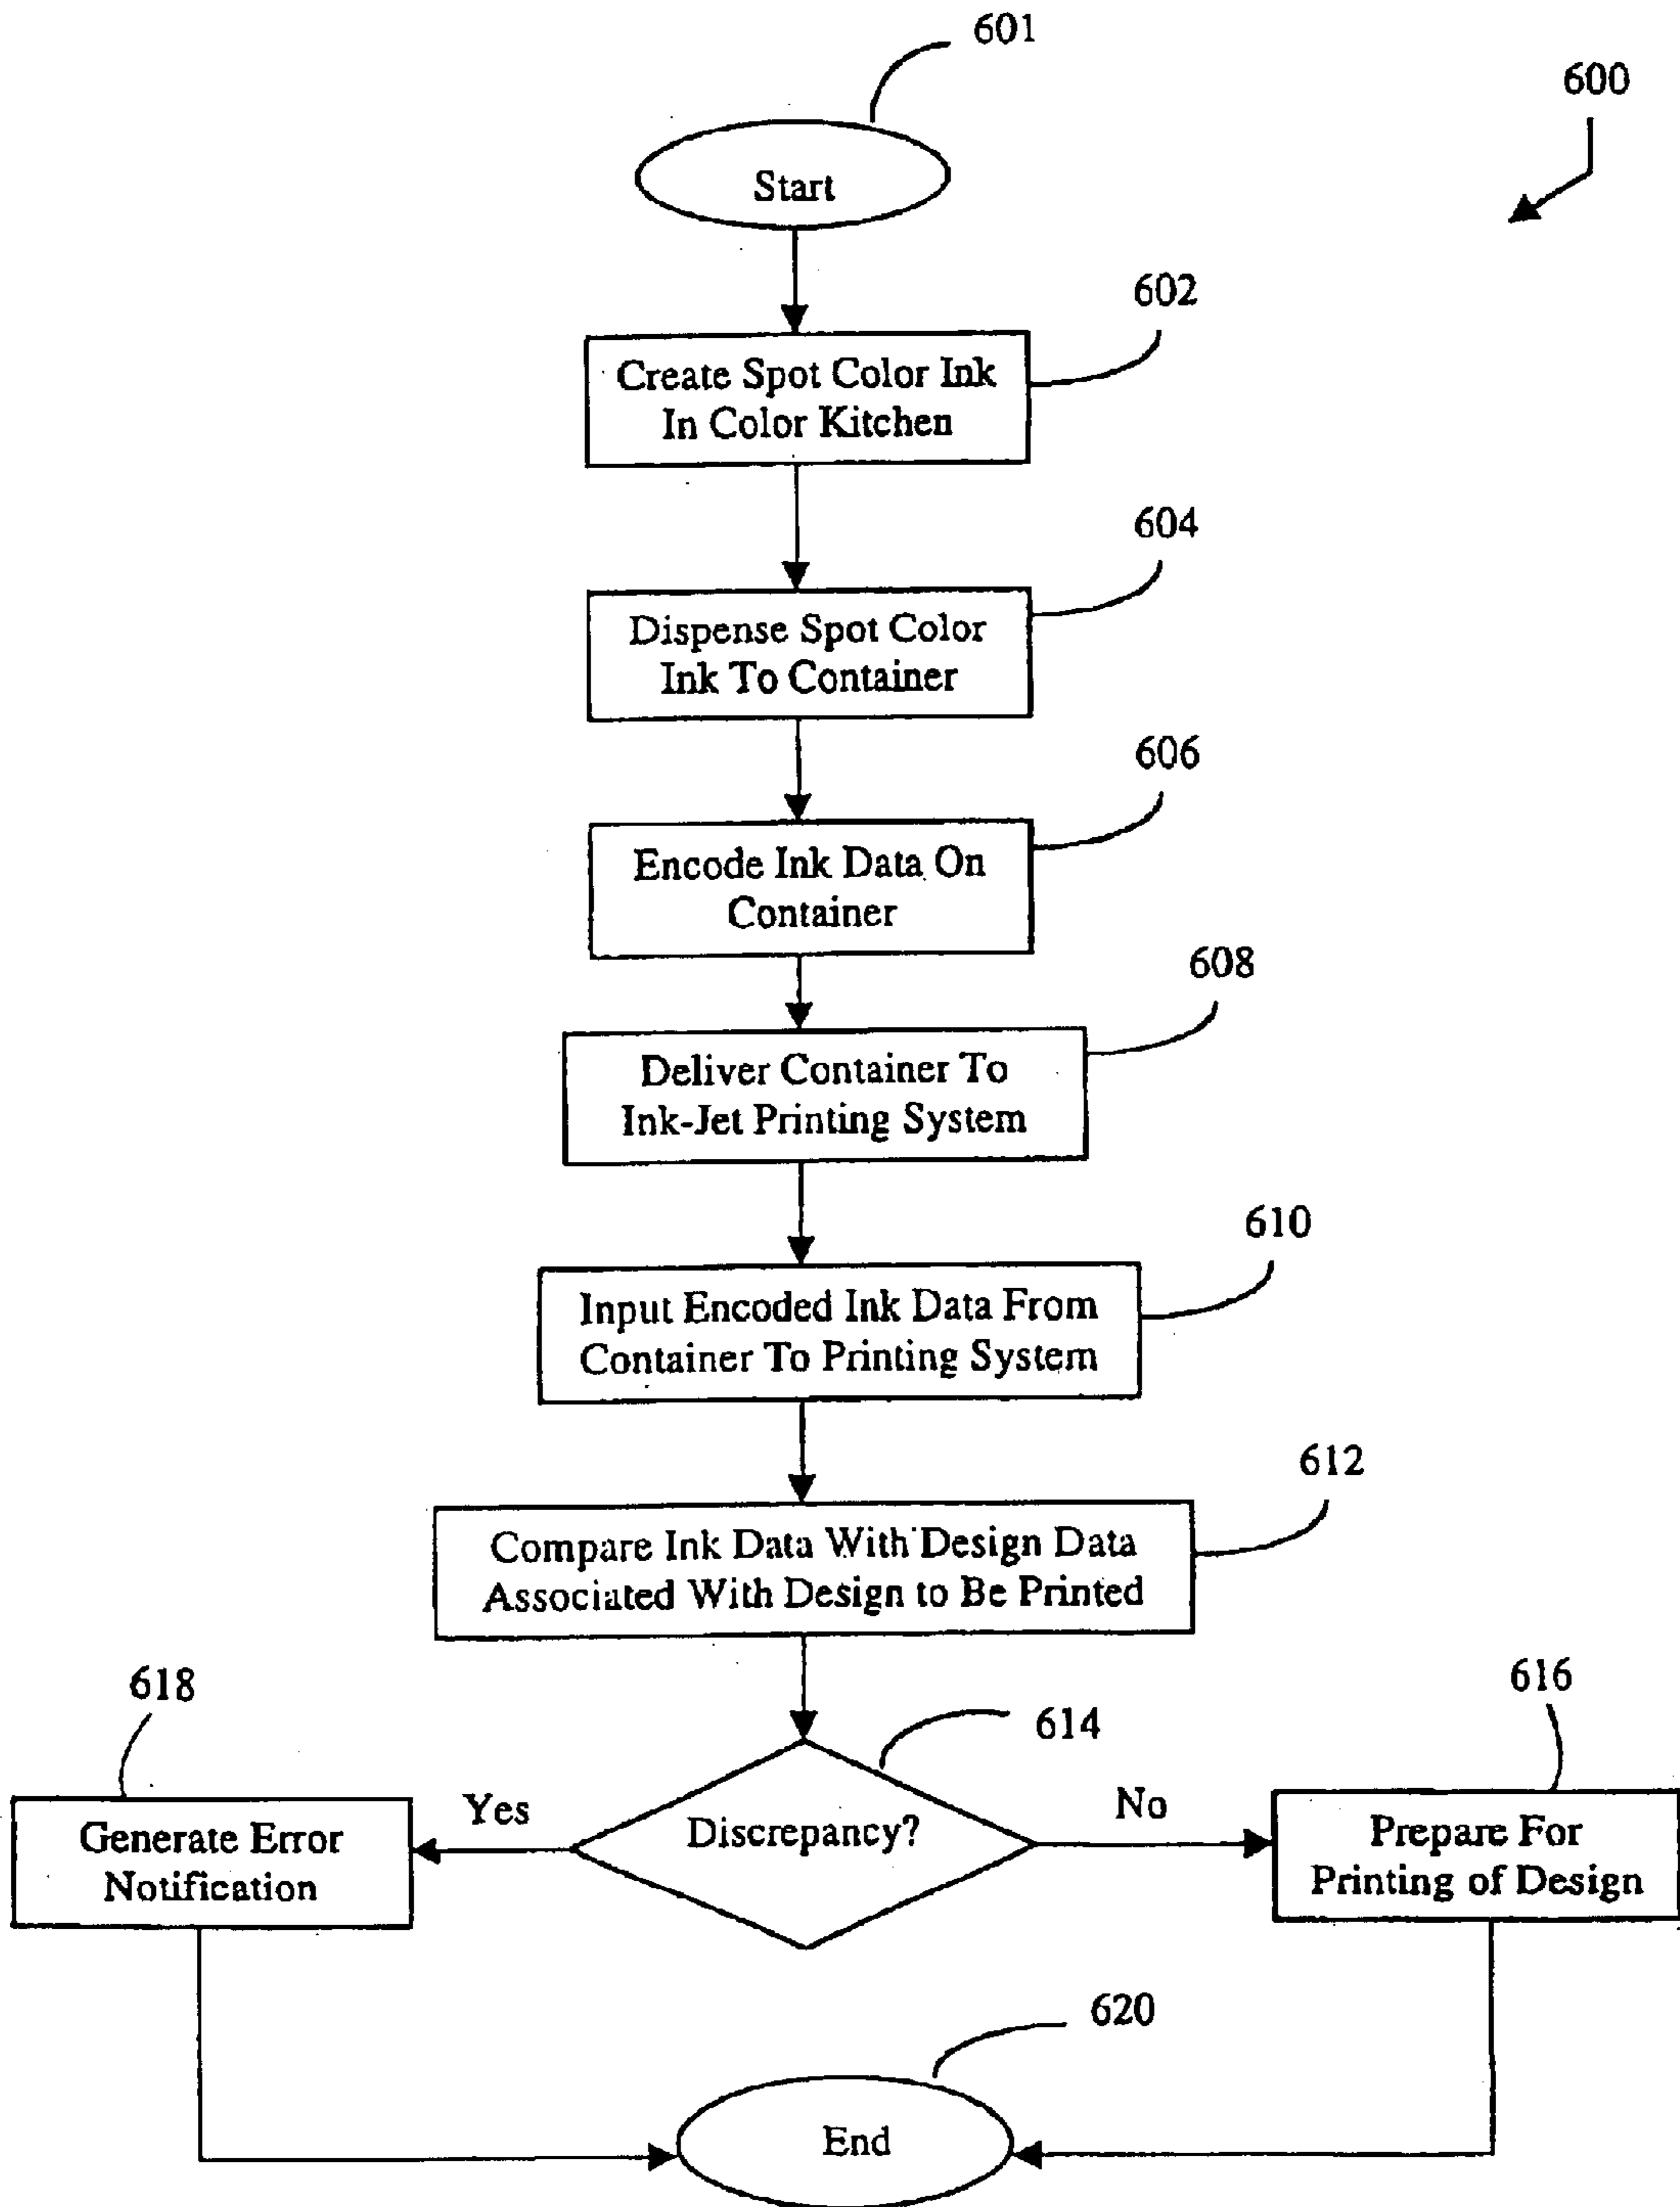 601
600
Start
602
Create Spot Color Ink
In Color Kitchen
604
Dispense Spot Color
Ink To Container
606
Encode Ink Data On
Container
608
Deliver Container To
Ink-Jet Printing System
610
Input Encoded Ink Data From
Container To Printing System
612
Compare Ink Data With Design Data
Associated With Design to Be Printed
618
614
616
Yes
No
Generate Error
Notification
Discrepancy?
Prepare For
Printing of Design
620
End